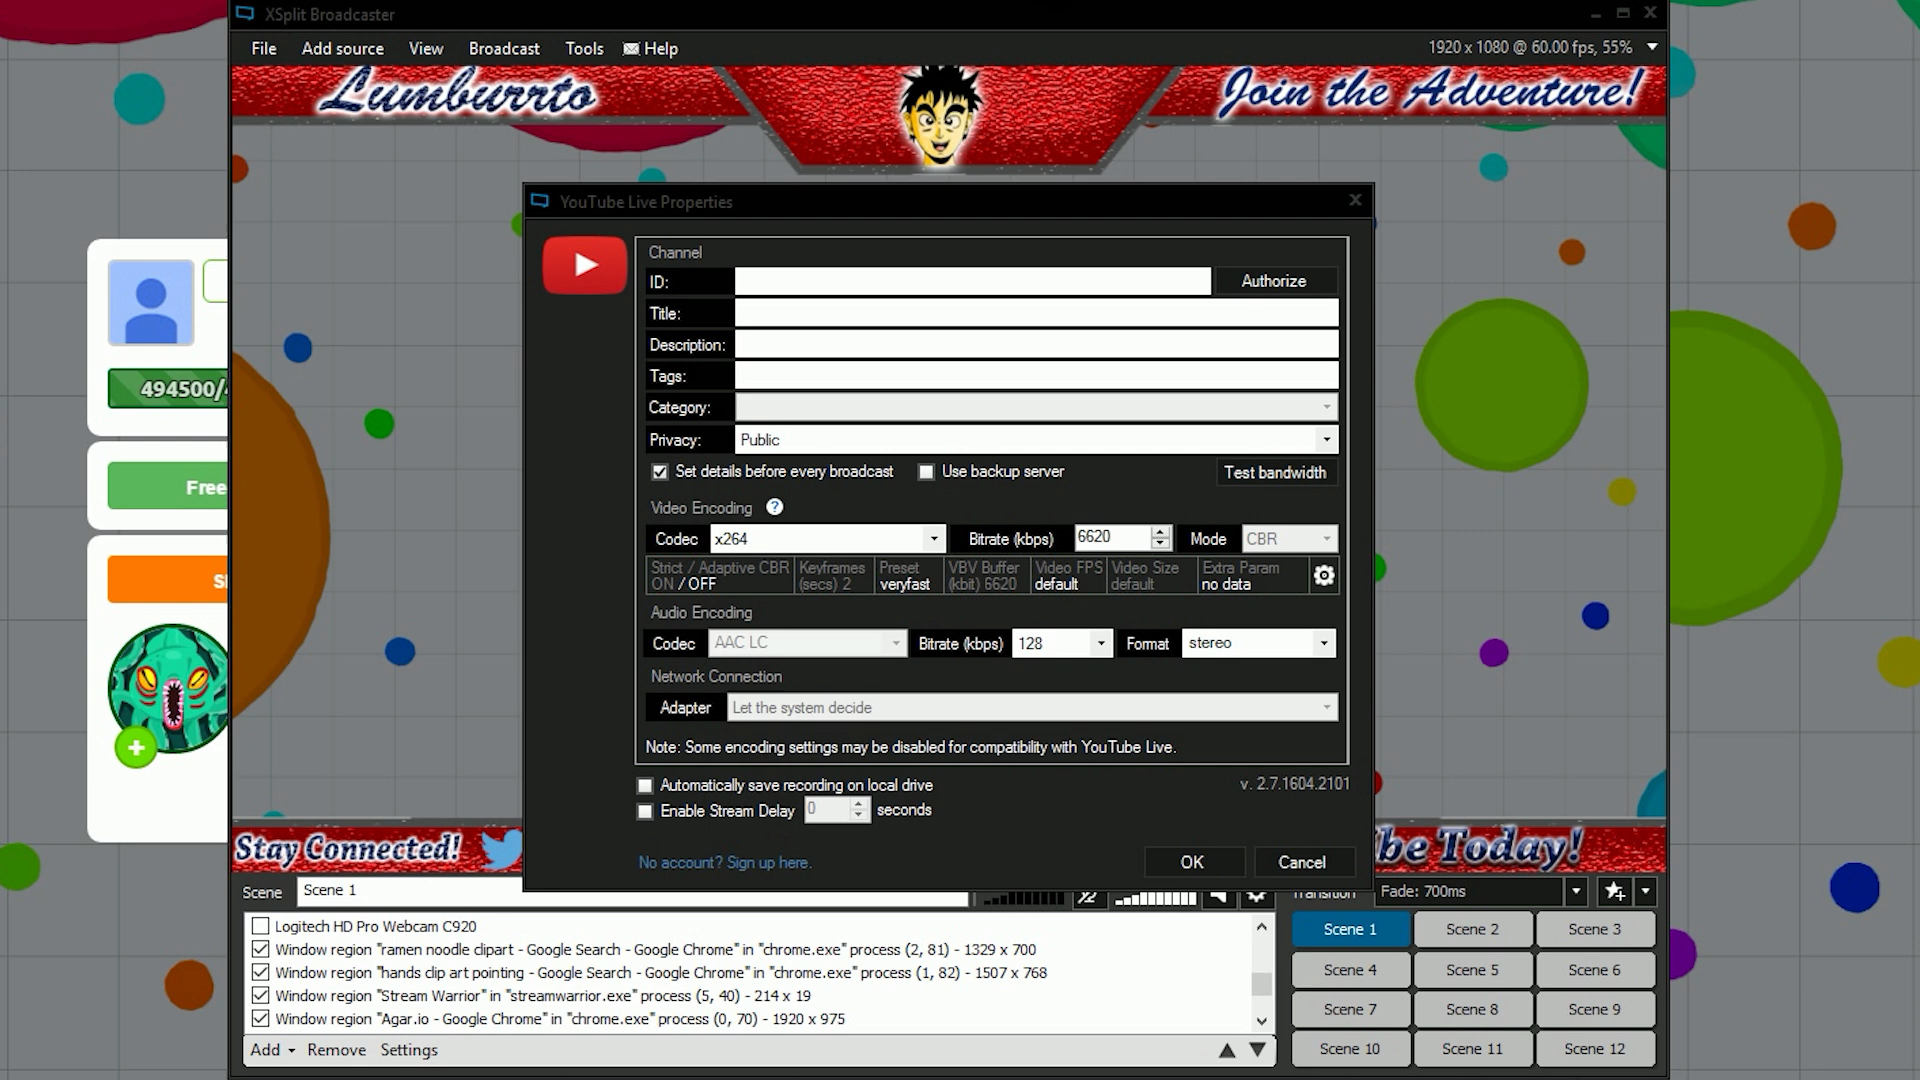 XSplit Broadcaster
File Add source View Broadcast Tools Help
1920 x 1080 @ 60.00 fps, 55%
Lumburrto
Join the Adventure!
YouTube Live Properties
Channel
ID:
Authorize
Title:
Description:
Tags:
Category:
Privacy: Public
Set details before every broadcast Use backup server Test bandwidth
Video Encoding ?
Codec x264 Bitrate (kbps) 6620 Mode CBR
Strict / Adaptive CBR Keyframes Preset VBV Buffer Video FPS Video Size Extra Param
ON / OFF (secs) 2 veryfast (kbit) 6620 default default no data
Audio Encoding
Codec AAC LC Bitrate (kbps) 128 Format stereo
Network Connection
Adapter Let the system decide
Note: Some encoding settings may be disabled for compatibility with YouTube Live.
Automatically save recording on local drive
v. 2.7.1604.2101
Enable Stream Delay 0 seconds
No account? Sign up here.
OK Cancel
494500/
Free
Stay Connected!
be Today!
Scene Scene 1
Transition Fade: 700ms
Logitech HD Pro Webcam C920
Window region "ramen noodle clipart - Google Search - Google Chrome" in "chrome.exe" process (2, 81) - 1329 x 700
Window region "hands clip art pointing - Google Search - Google Chrome" in "chrome.exe" process (1, 82) - 1507 x 768
Window region "Stream Warrior" in "streamwarrior.exe" process (5, 40) - 214 x 19
Window region "Agar.io - Google Chrome" in "chrome.exe" process (0, 70) - 1920 x 975
Add Remove Settings
Scene 1 Scene 2 Scene 3
Scene 4 Scene 5 Scene 6
Scene 7 Scene 8 Scene 9
Scene 10 Scene 11 Scene 12